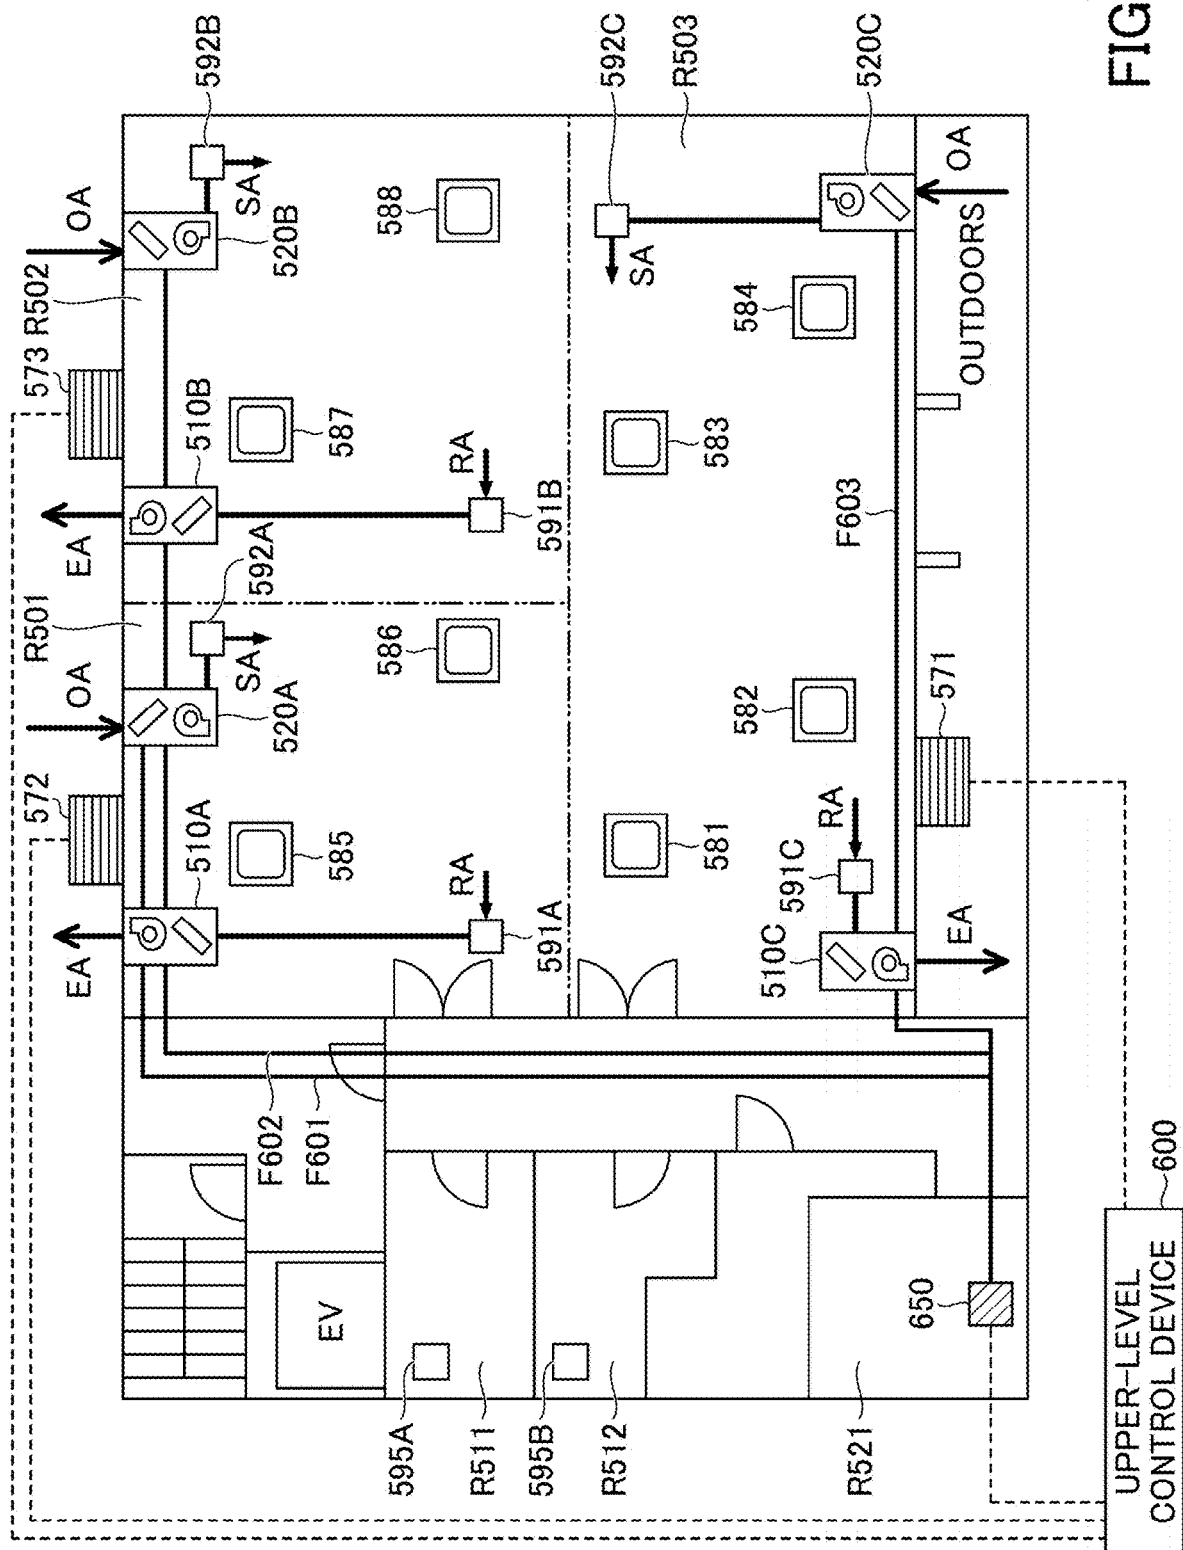 FIG
592B
592C
R503
520C
OA
SA
520B
588
SA
OA
R502
573
510B
587
RA
591B
584
583
OUTDOORS
F603
EA
592A
R501
OA
SA
520A
586
582
571
572
510A
585
RA
591A
581
RA
591C
510C
EA
EA
F602
F601
EV
595A
R511
595B
R512
R521
650
600
UPPER-LEVEL
CONTROL DEVICE